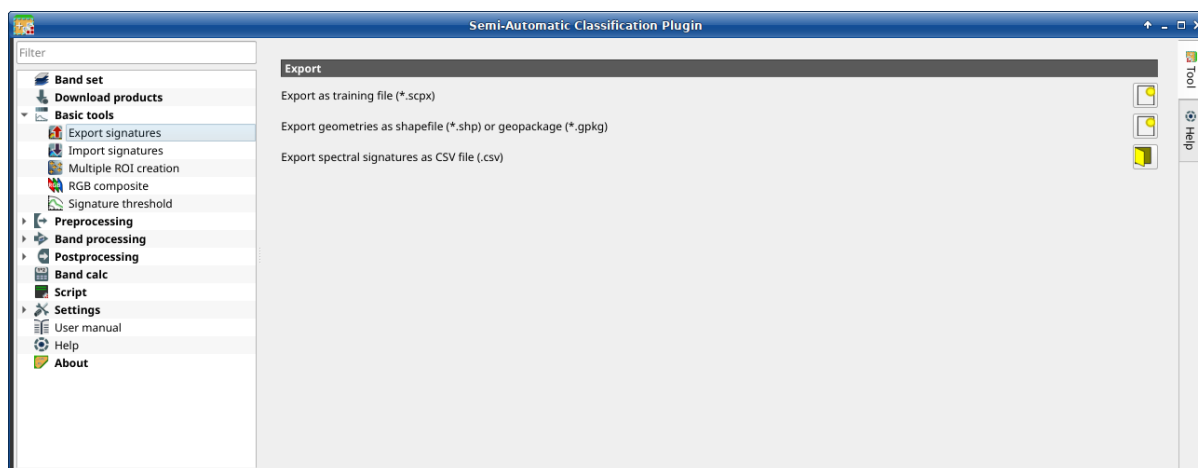 Semi-Automatic Classification Plugin
Filter
Band set
Download products
Basic tools
Export signatures
Import signatures
Multiple ROI creation
RGB composite
Signature threshold
Preprocessing
Band processing
Postprocessing
Band calc
Script
Settings
User manual
Help
About
Export
Export as training file (*.scpx)
Export geometries as shapefile (*.shp) or geopackage (*.gpkg)
Export spectral signatures as CSV file (.csv)
Tool
Help